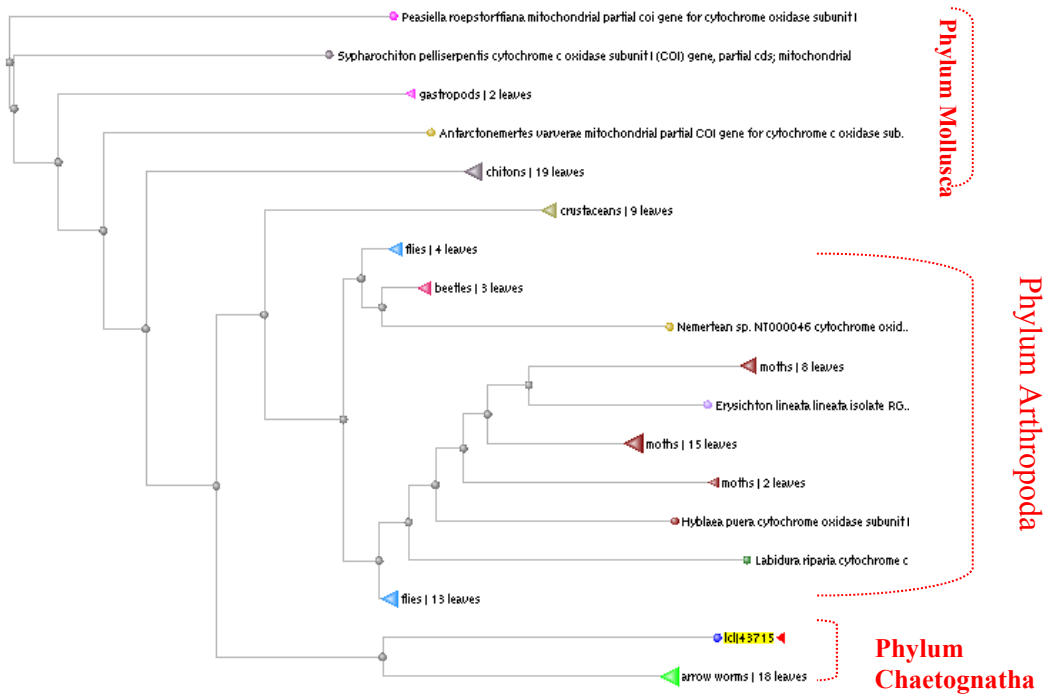 Peasiella roepstorffiana mitochondrial partial coi gene for cytochrome oxidase subunit I
Sypharochiton pelliserpentis cytochrome c oxidase subunit I (COI) gene, partial cds; mitochondrial
gastropods | 2 leaves
Antarctonemertes varverae mitochondrial partial COI gene for cytochrome c oxidase sub.
chitons | 19 leaves
Phylum Mollusca
crustaceans | 9 leaves
flies | 4 leaves
beetles | 3 leaves
Nemertean sp. NT000046 cytochrome oxid..
moths | 8 leaves
Erysichton lineata lineata isolate RG..
moths | 15 leaves
moths | 2 leaves
Hyblaea puera cytochrome oxidase subunit I
Labidura riparia cytochrome c
flies | 13 leaves
Phylum Arthropoda
lcl|43715
arrow worms | 18 leaves
Phylum
Chaetognatha